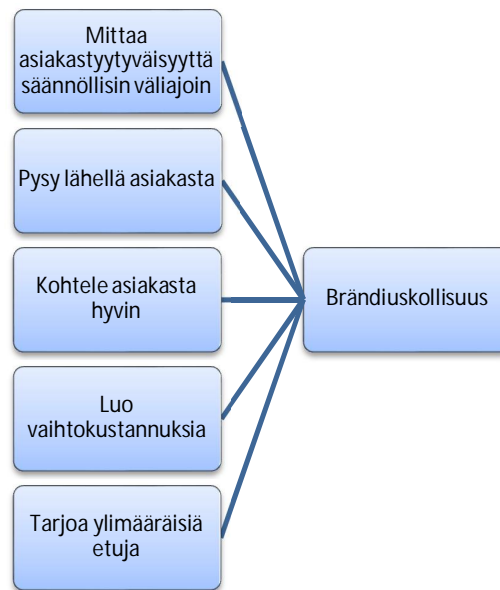 Mittaa
asiakastyytyväisyyttä
säännöllisin väliajoin
Pysy lähellä asiakasta
Kohtele asiakasta
hyvin
Brändiuskollisuus
Luo
vaihtokustannuksia
Tarjoa ylimääräisiä
etuja